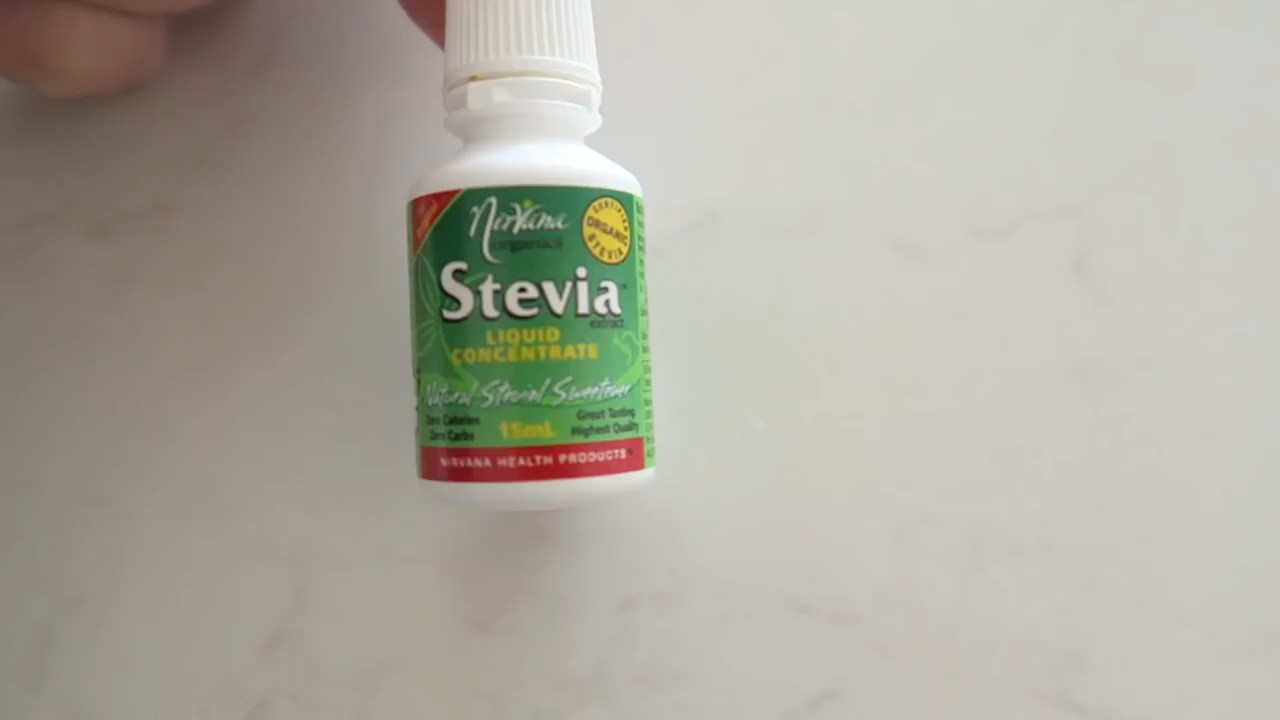 Nirvana
organics
CERTIFIED
ORGANIC
STEVIA
Stevia™
extract
LIQUID
CONCENTRATE
Natural Steviol Sweetener
Zero Calories
Zero Carbs
15mL
Great Tasting
Highest Quality
NIRVANA HEALTH PRODUCTS